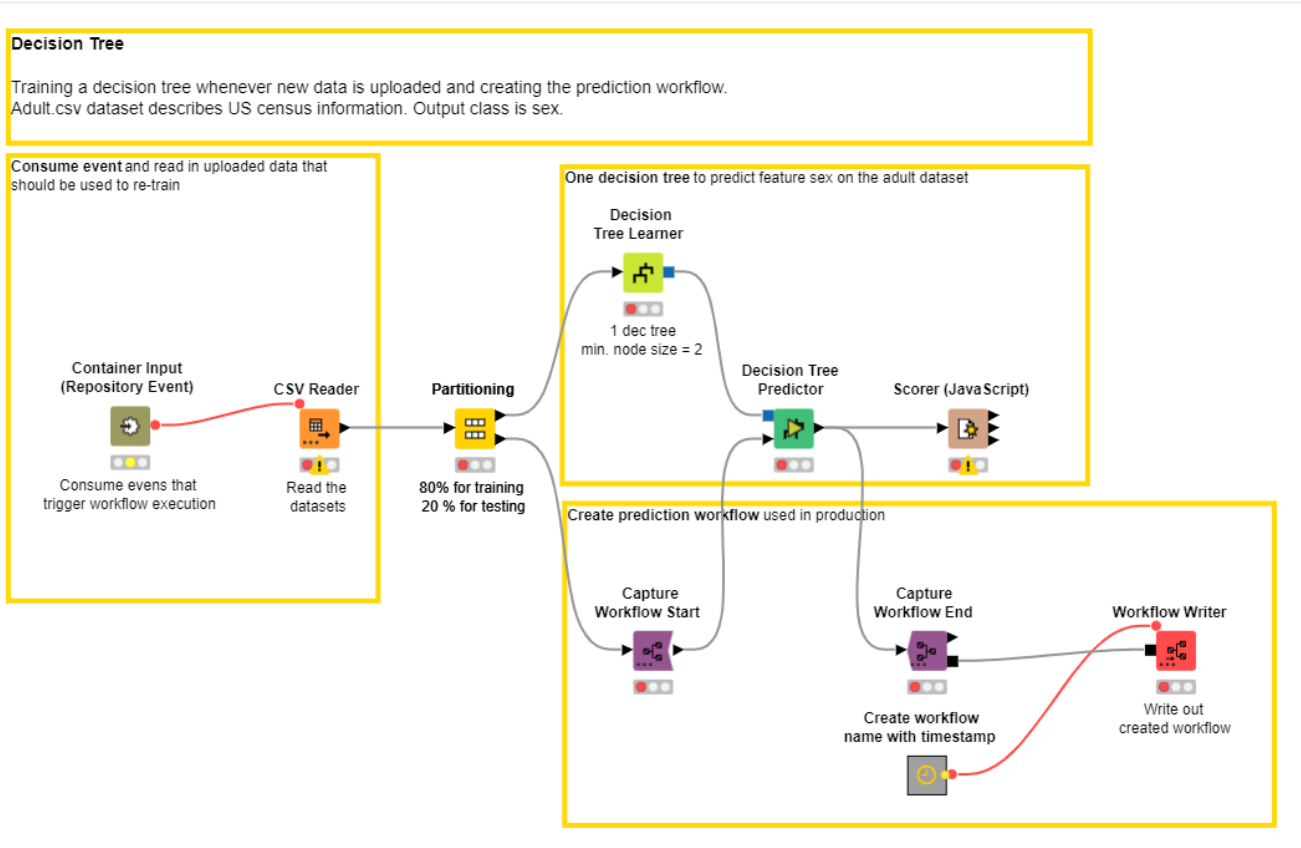 Decision Tree
Training a decision tree whenever new data is uploaded and creating the prediction workflow.
Adult.csv dataset describes US census information. Output class is sex.
Consume event and read in uploaded data that
should be used to re-train
Container Input
(Repository Event)
Consume evens that
trigger workflow execution
CSV Reader
Read the
datasets
Partitioning
80% for training
20 % for testing
One decision tree to predict feature sex on the adult dataset
Decision
Tree Learner
1 dec tree
min. node size = 2
Decision Tree
Predictor
Scorer (JavaScript)
Create prediction workflow used in production
Capture
Workflow Start
Capture
Workflow End
Create workflow
name with timestamp
Workflow Writer
Write out
created workflow